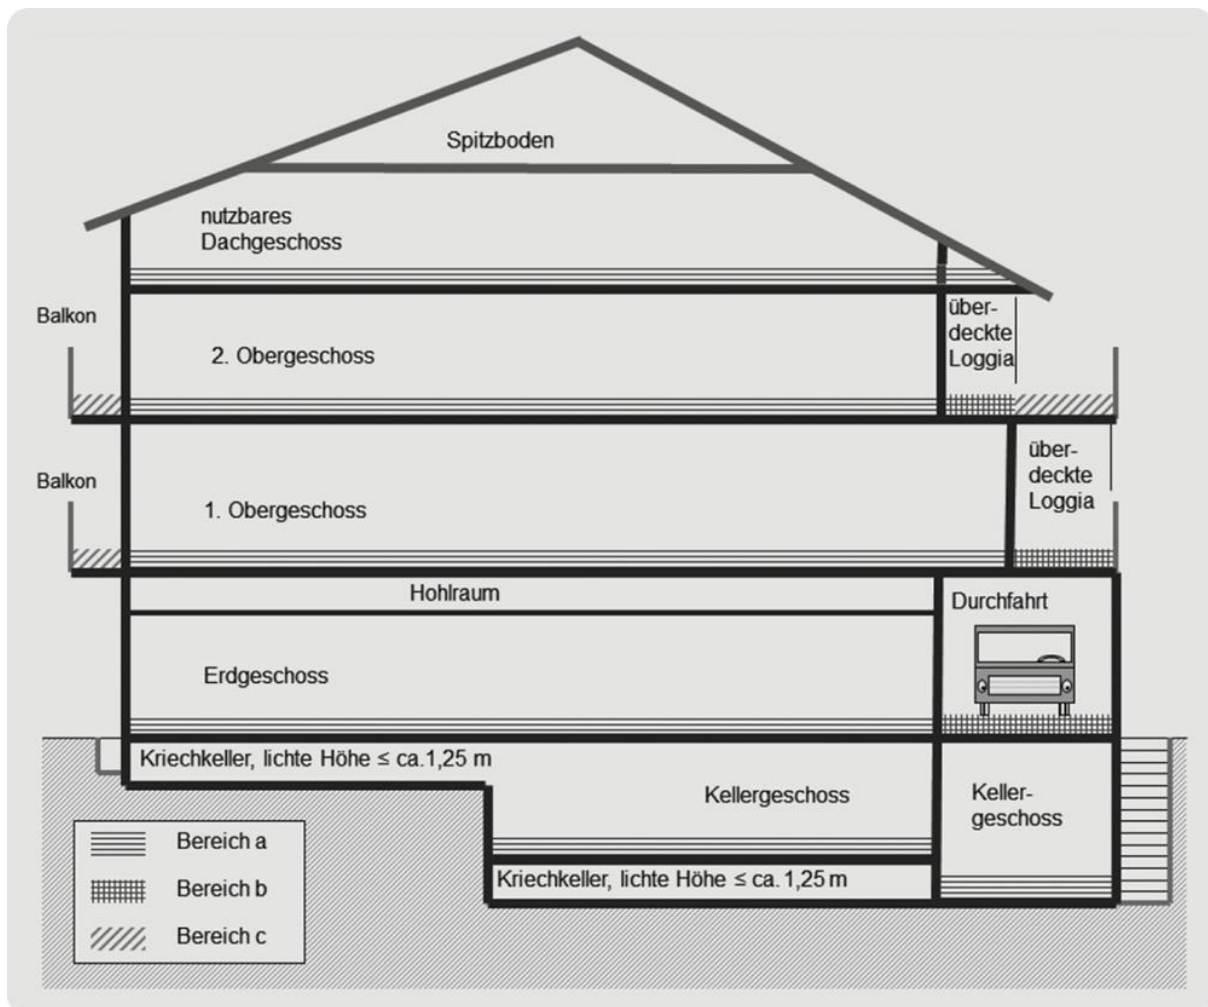 Spitzboden
nutzbares
Dachgeschoss
Balkon
über-
deckte
Loggia
2. Obergeschoss
Balkon
über-
deckte
Loggia
1. Obergeschoss
Hohlraum
Durchfahrt
Erdgeschoss
Kriechkeller, lichte Höhe ≤ ca.1,25 m
Kellergeschoss
Keller-
geschoss
Kriechkeller, lichte Höhe ≤ ca. 1,25 m
Bereich a
Bereich b
Bereich c